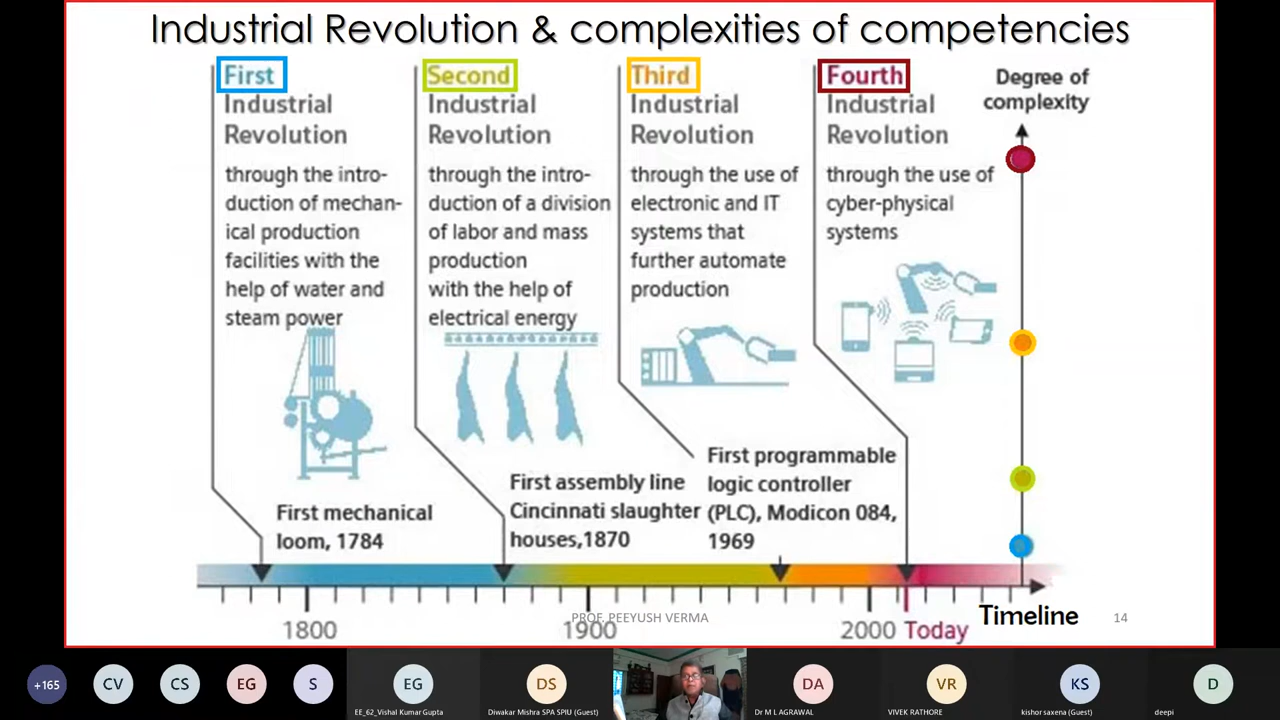 Industrial Revolution & complexities of competencies
First
Industrial
Revolution
through the intro-
duction of mechan-
ical production
facilities with the
help of water and
steam power
First mechanical
loom, 1784
Second
Industrial
Revolution
through the intro-
duction of a division
of labor and mass
production
with the help of
electrical energy
First assembly line
Cincinnati slaughter
houses,1870
Third
Industrial
Revolution
through the use of
electronic and IT
systems that
further automate
production
First programmable
logic controller
(PLC), Modicon 084,
1969
Fourth
Industrial
Revolution
through the use of
cyber-physical
systems
Degree of
complexity
1800
1900
2000
Today
Timeline
PROF. PEEYUSH VERMA
14
+165
CV
CS
EG
S
EG
EE_62_Vishal Kumar Gupta
DS
Diwakar Mishra SPA SPIU (Guest)
DA
Dr M L AGRAWAL
VR
VIVEK RATHORE
KS
kishor saxena (Guest)
D
deepi